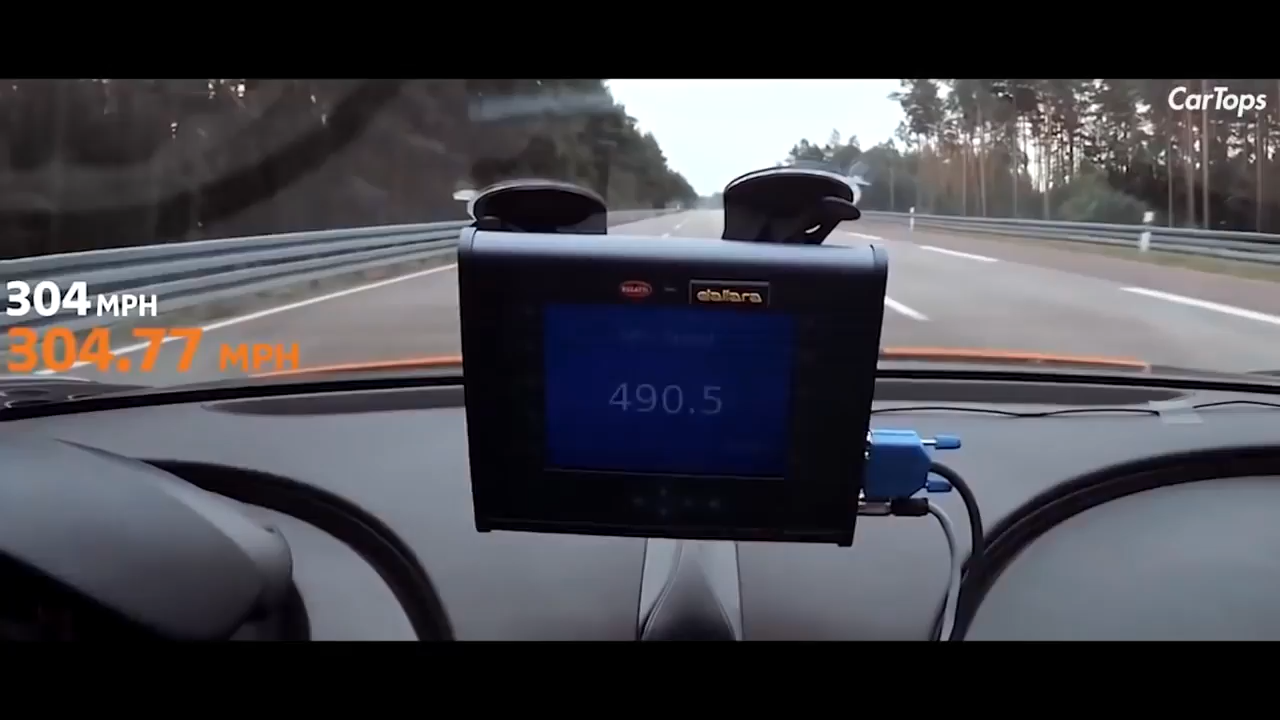 CarTops
304 MPH
304.77 MPH
BUGATTI
dallara
490.5